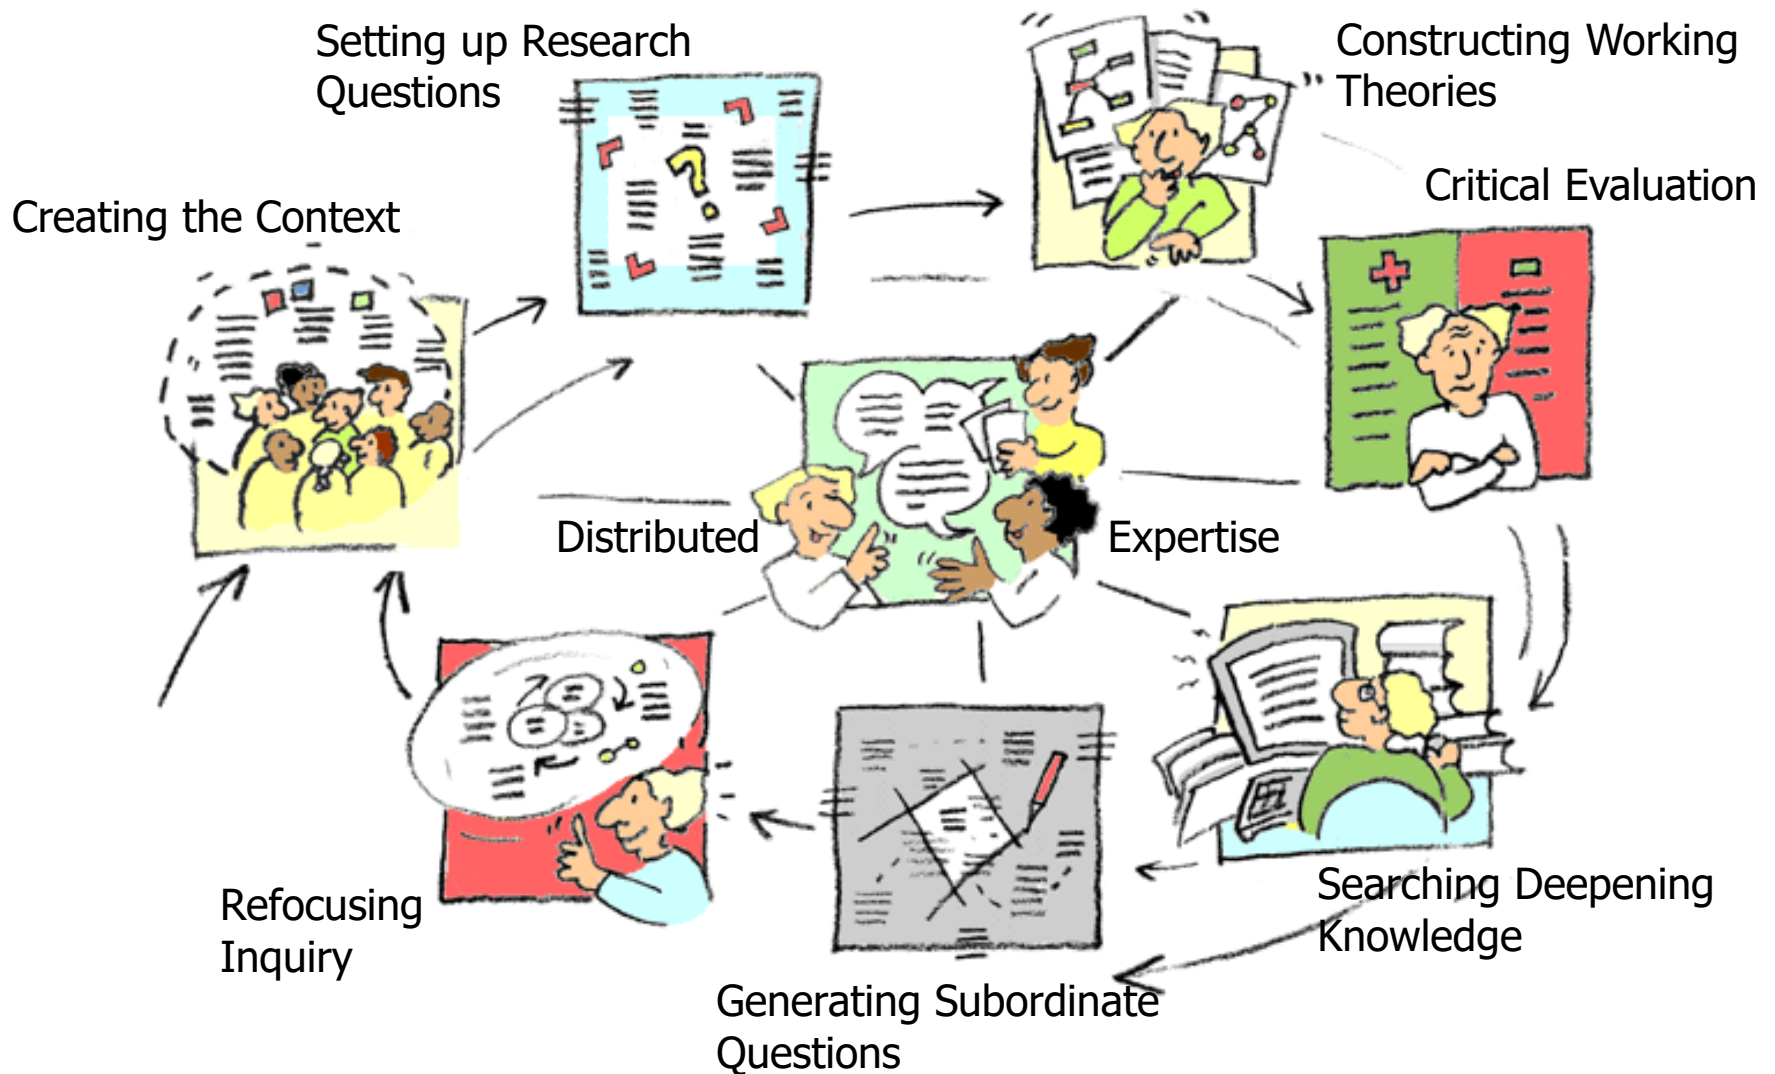 Setting up Research
Questions
Constructing Working
Theories
Critical Evaluation
Creating the Context
Distributed
Expertise
Searching Deepening
Knowledge
Refocusing
Inquiry
Generating Subordinate
Questions